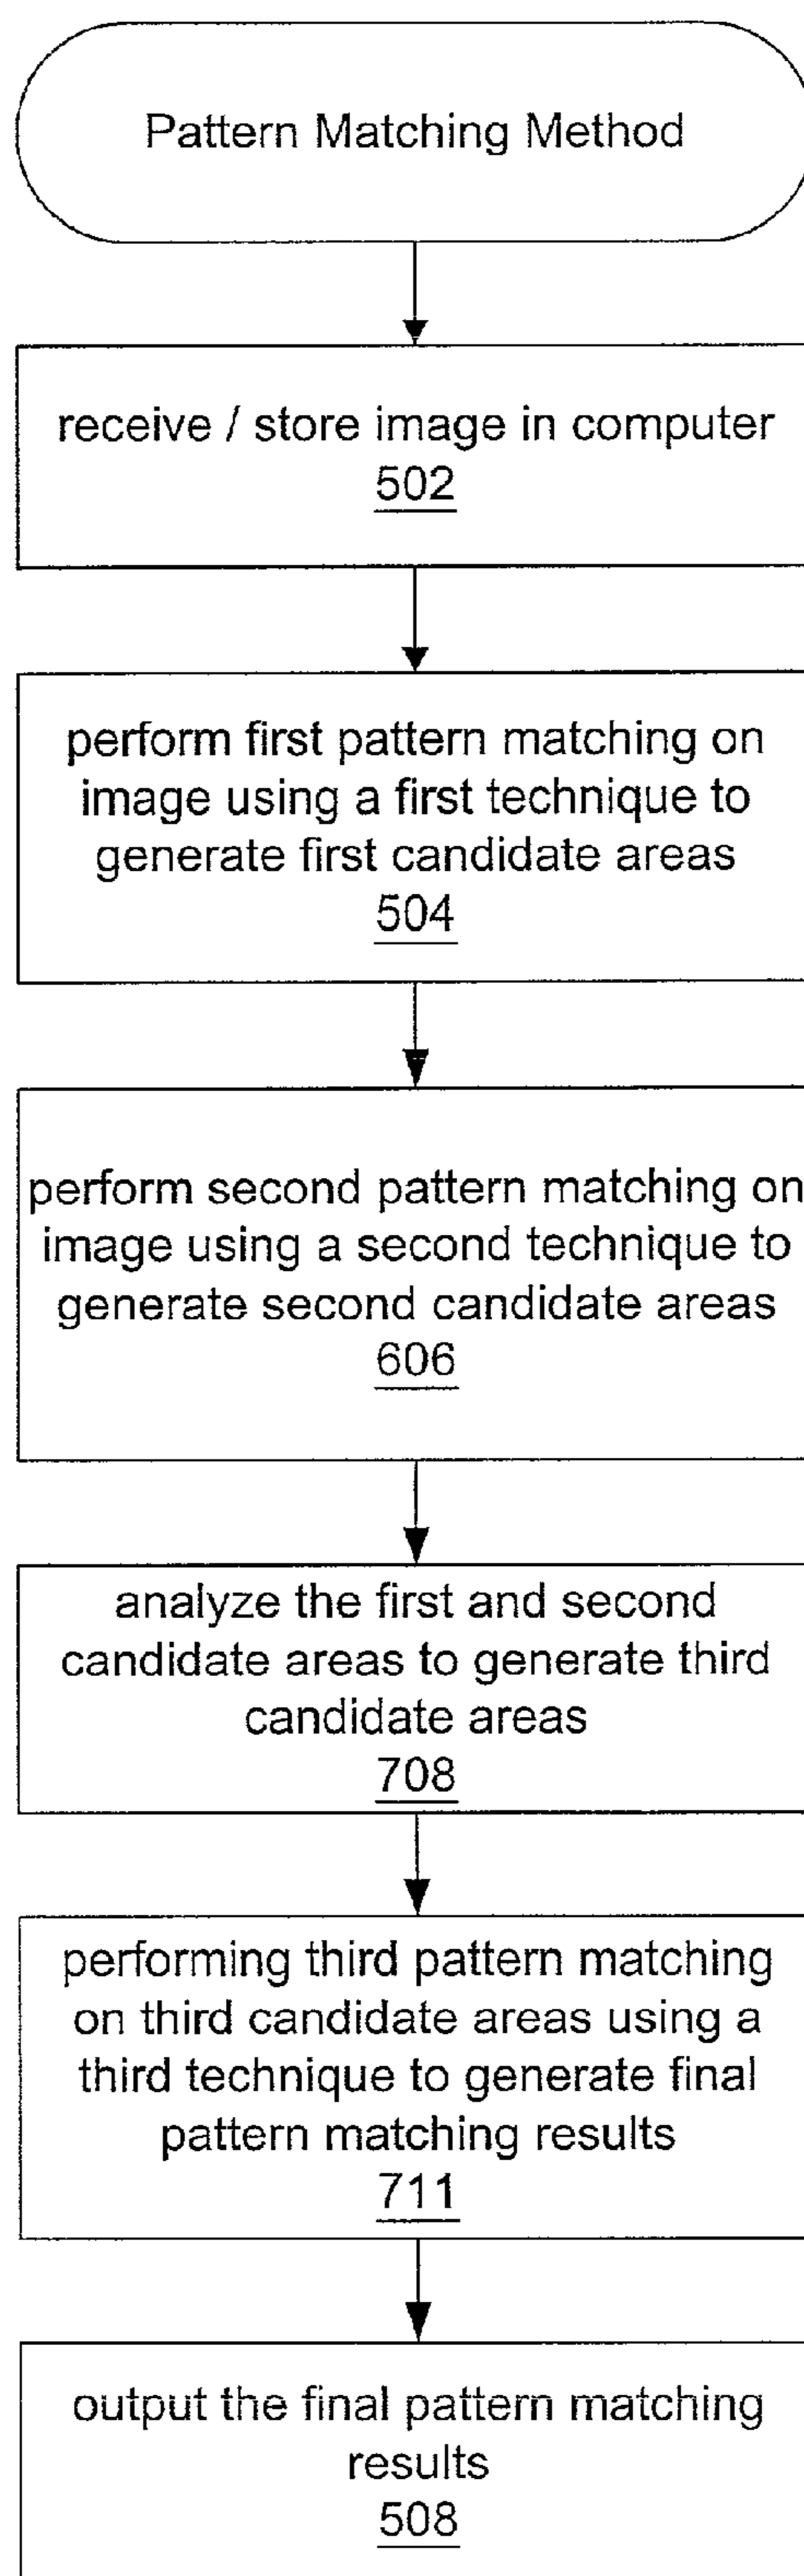 Pattern Matching Method
receive / store image in computer
502
perform first pattern matching on
image using a first technique to
generate first candidate areas
504
perform second pattern matching on
image using a second technique to
generate second candidate areas
606
analyze the first and second
candidate areas to generate third
candidate areas
708
performing third pattern matching
on third candidate areas using a
third technique to generate final
pattern matching results
711
output the final pattern matching
results
508